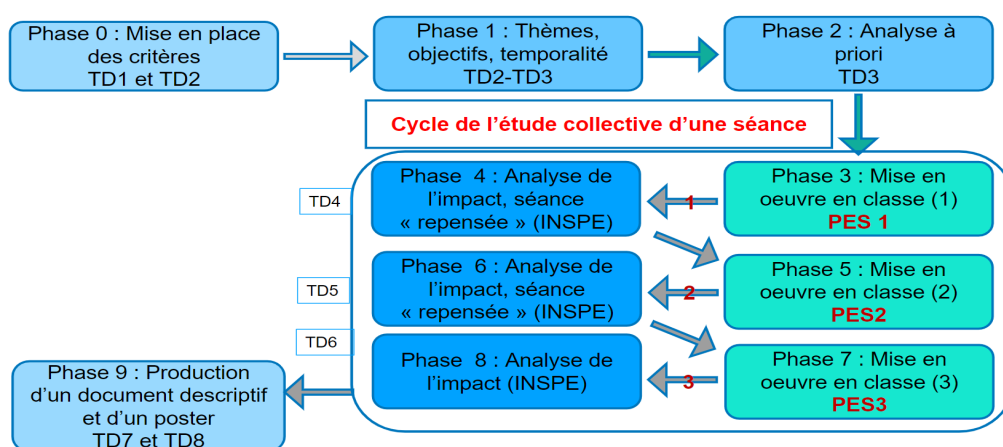 Phase 0 : Mise en place
des critères
TD1 et TD2
Phase 1 : Thèmes,
objectifs, temporalité
TD2-TD3
Phase 2 : Analyse à
priori
TD3
Cycle de l'étude collective d'une séance
Phase 3 : Mise en
oeuvre en classe (1)
PES 1
1
TD4
Phase  4 : Analyse de
l'impact, séance
« repensée » (INSPE)
Phase 5 : Mise en
oeuvre en classe (2)
PES2
2
TD5
Phase  6 : Analyse de
l'impact, séance
« repensée » (INSPE)
Phase 7 : Mise en
oeuvre en classe (3)
PES3
3
TD6
Phase  8 : Analyse de
l'impact (INSPE)
Phase 9 : Production
d'un document descriptif
et d'un poster
TD7 et TD8